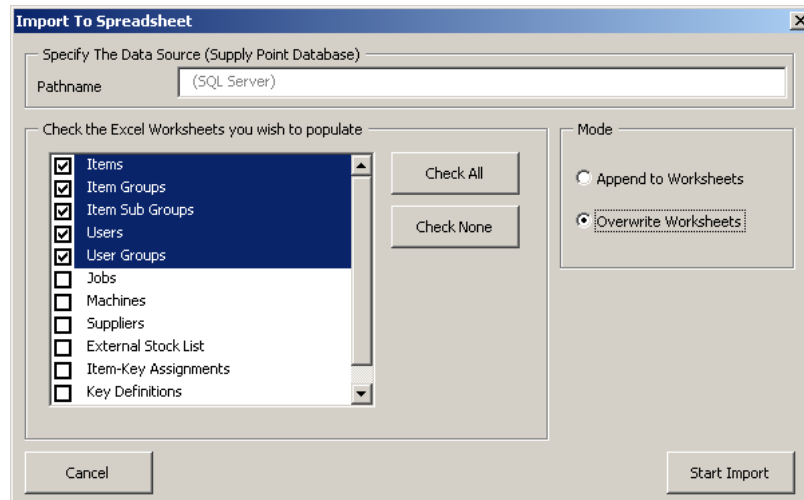 Import To Spreadsheet
Specify The Data Source (Supply Point Database)
Pathname (SQL Server)
Check the Excel Worksheets you wish to populate
Items
Item Groups
Item Sub Groups
Users
User Groups
Jobs
Machines
Suppliers
External Stock List
Item-Key Assignments
Key Definitions
Check All
Check None
Mode
Append to Worksheets
Overwrite Worksheets
Cancel
Start Import